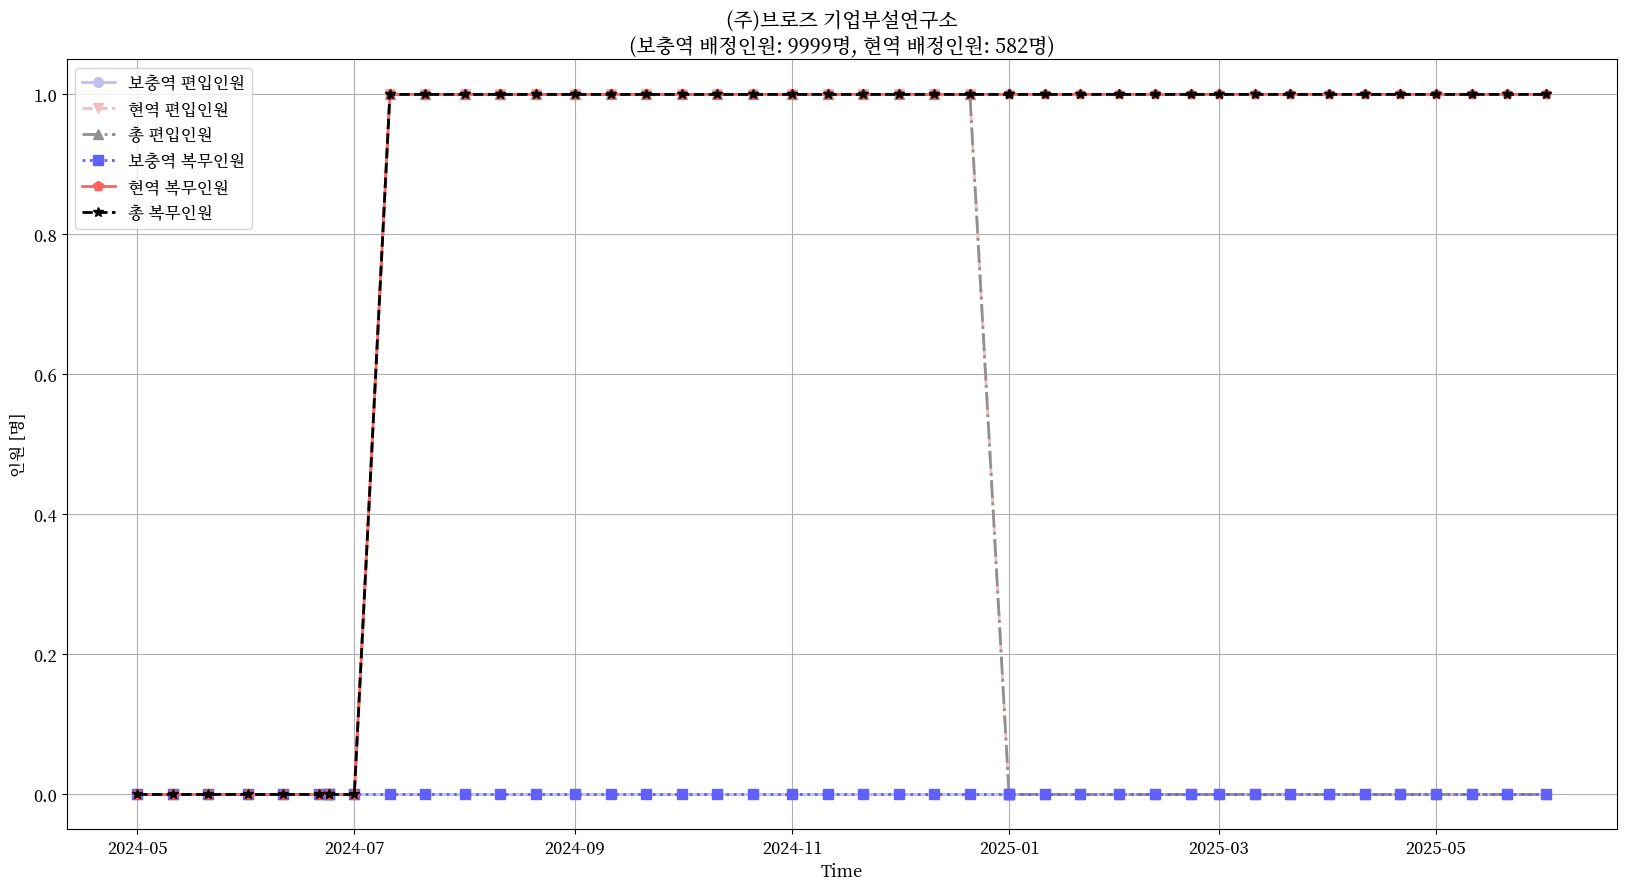 (주)브로즈 기업부설연구소
(보충역 배정인원: 9999명, 현역 배정인원: 582명)
보충역 편입인원
현역 편입인원
총 편입인원
보충역 복무인원
현역 복무인원
총 복무인원
인원 [명]
1.0
0.8
0.6
0.4
0.2
0.0
2024-05
2024-07
2024-09
2024-11
2025-01
2025-03
2025-05
Time